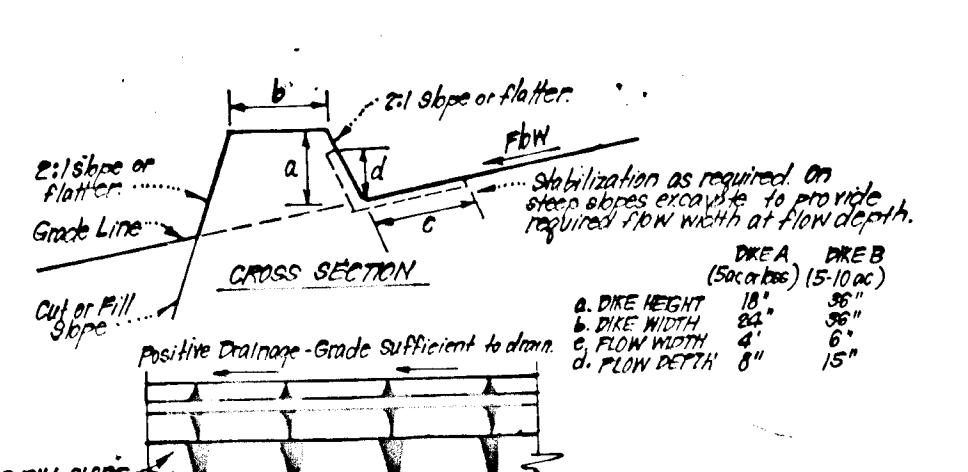 b
2:1 slope or flatter.
Flow
a
d
2:1 slope or
flatter.
Stabilization as required. On
steep slopes excavate to provide
required flow width at flow depth.
Grade Line
c
CROSS SECTION
Cut or Fill
Slope
DIKE A DIKE B
(5ac or less) (5-10 ac)
a. DIKE HEIGHT 18" 36"
b. DIKE WIDTH 24" 36"
c. FLOW WIDTH 4' 6'
d. FLOW DEPTH 8" 15"
Positive Drainage - Grade Sufficient to drain.